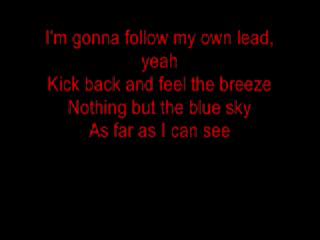 I'm gonna follow my own lead,
yeah
Kick back and feel the breeze
Nothing but the blue sky
As far as I can see